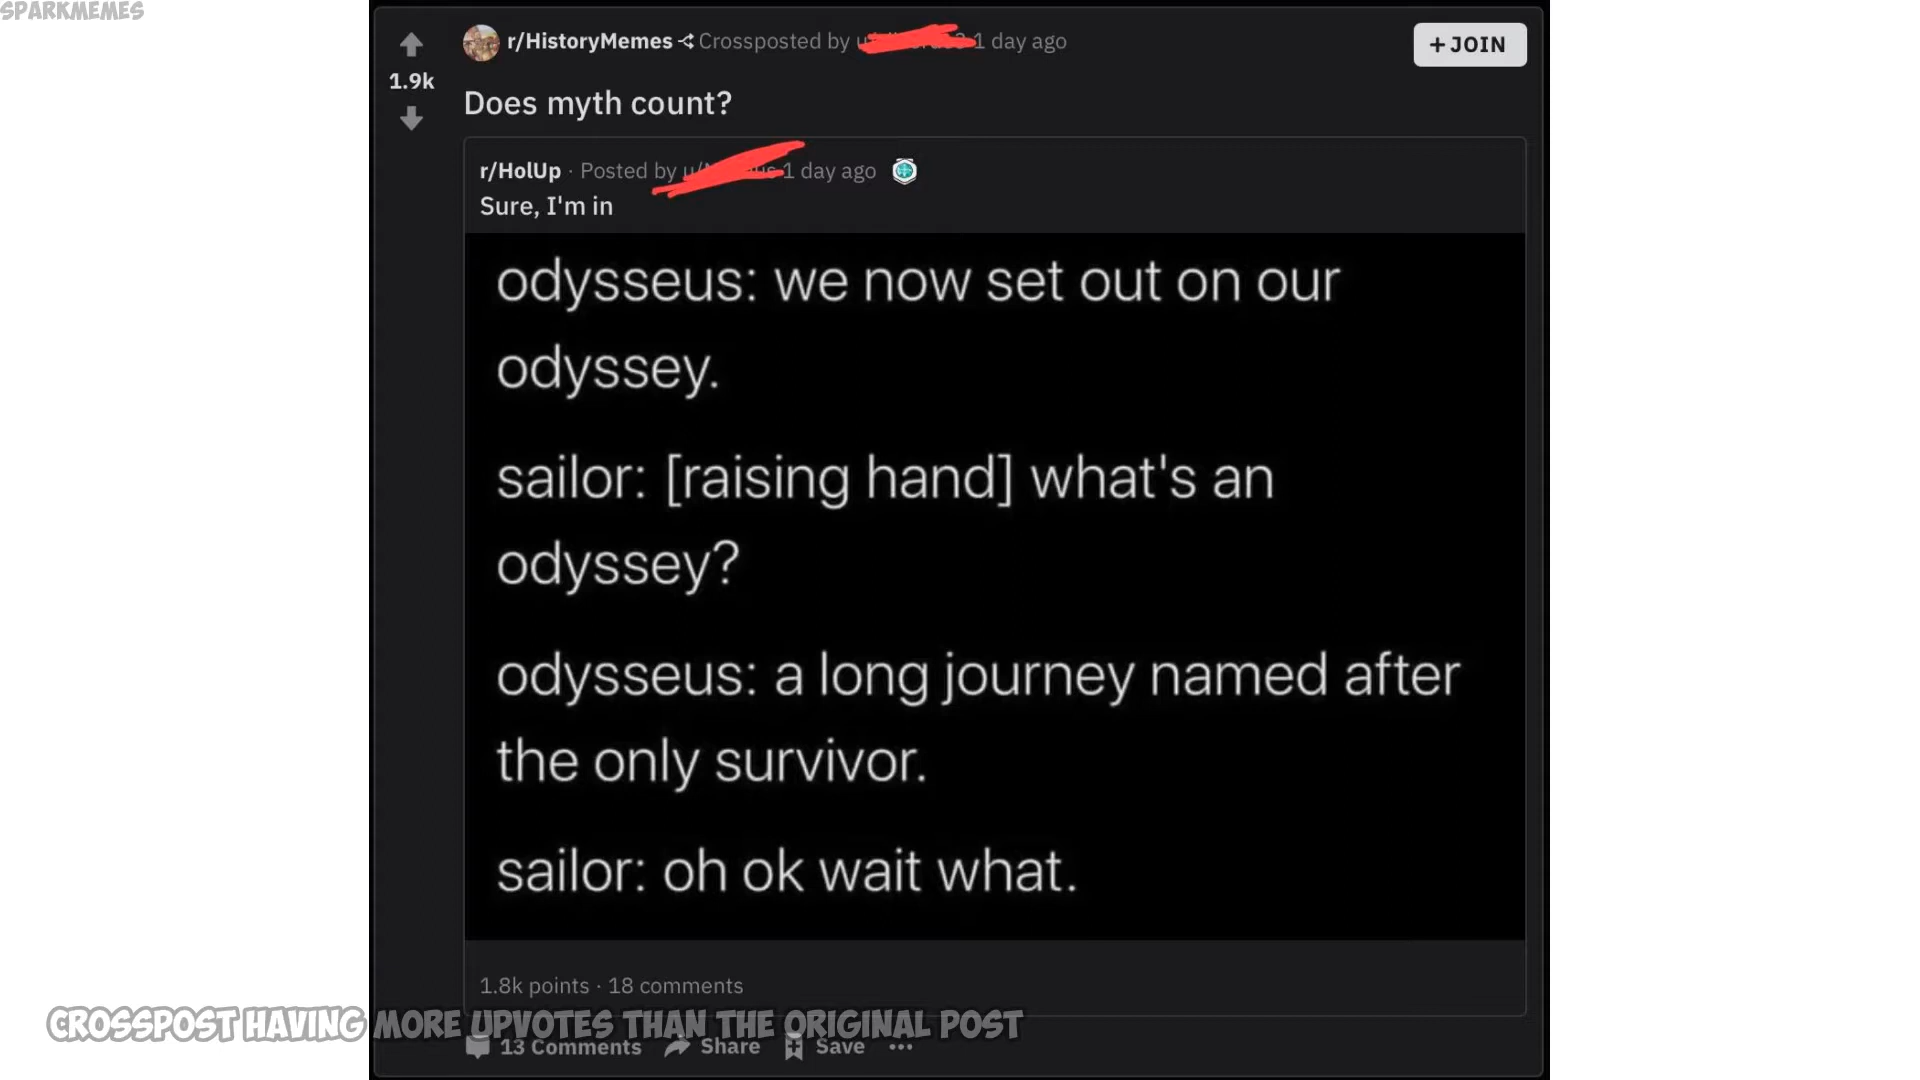 SPARKMEMES
r/HistoryMemes Crossposted by 1 day ago
+ JOIN
1.9k
Does myth count?
r/HolUp · Posted by u/ 1 day ago
Sure, I'm in
odysseus: we now set out on our
odyssey.
sailor: [raising hand] what's an
odyssey?
odysseus: a long journey named after
the only survivor.
sailor: oh ok wait what.
1.8k points · 18 comments
CROSSPOST HAVING MORE UPVOTES THAN THE ORIGINAL POST
13 Comments Share Save ...